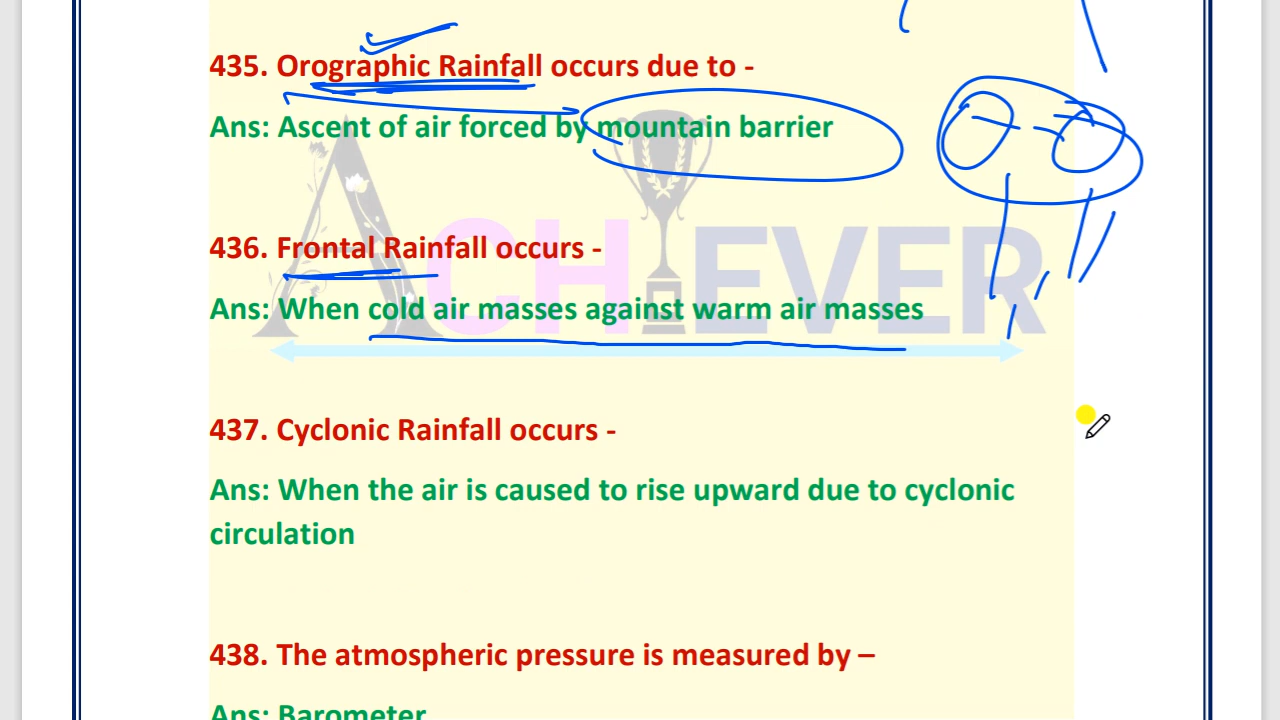 435. Orographic Rainfall occurs due to -
Ans: Ascent of air forced by mountain barrier
436. Frontal Rainfall occurs -
Ans: When cold air masses against warm air masses
437. Cyclonic Rainfall occurs -
Ans: When the air is caused to rise upward due to cyclonic
circulation
438. The atmospheric pressure is measured by –
Ans: Barometer
ACHIEVER